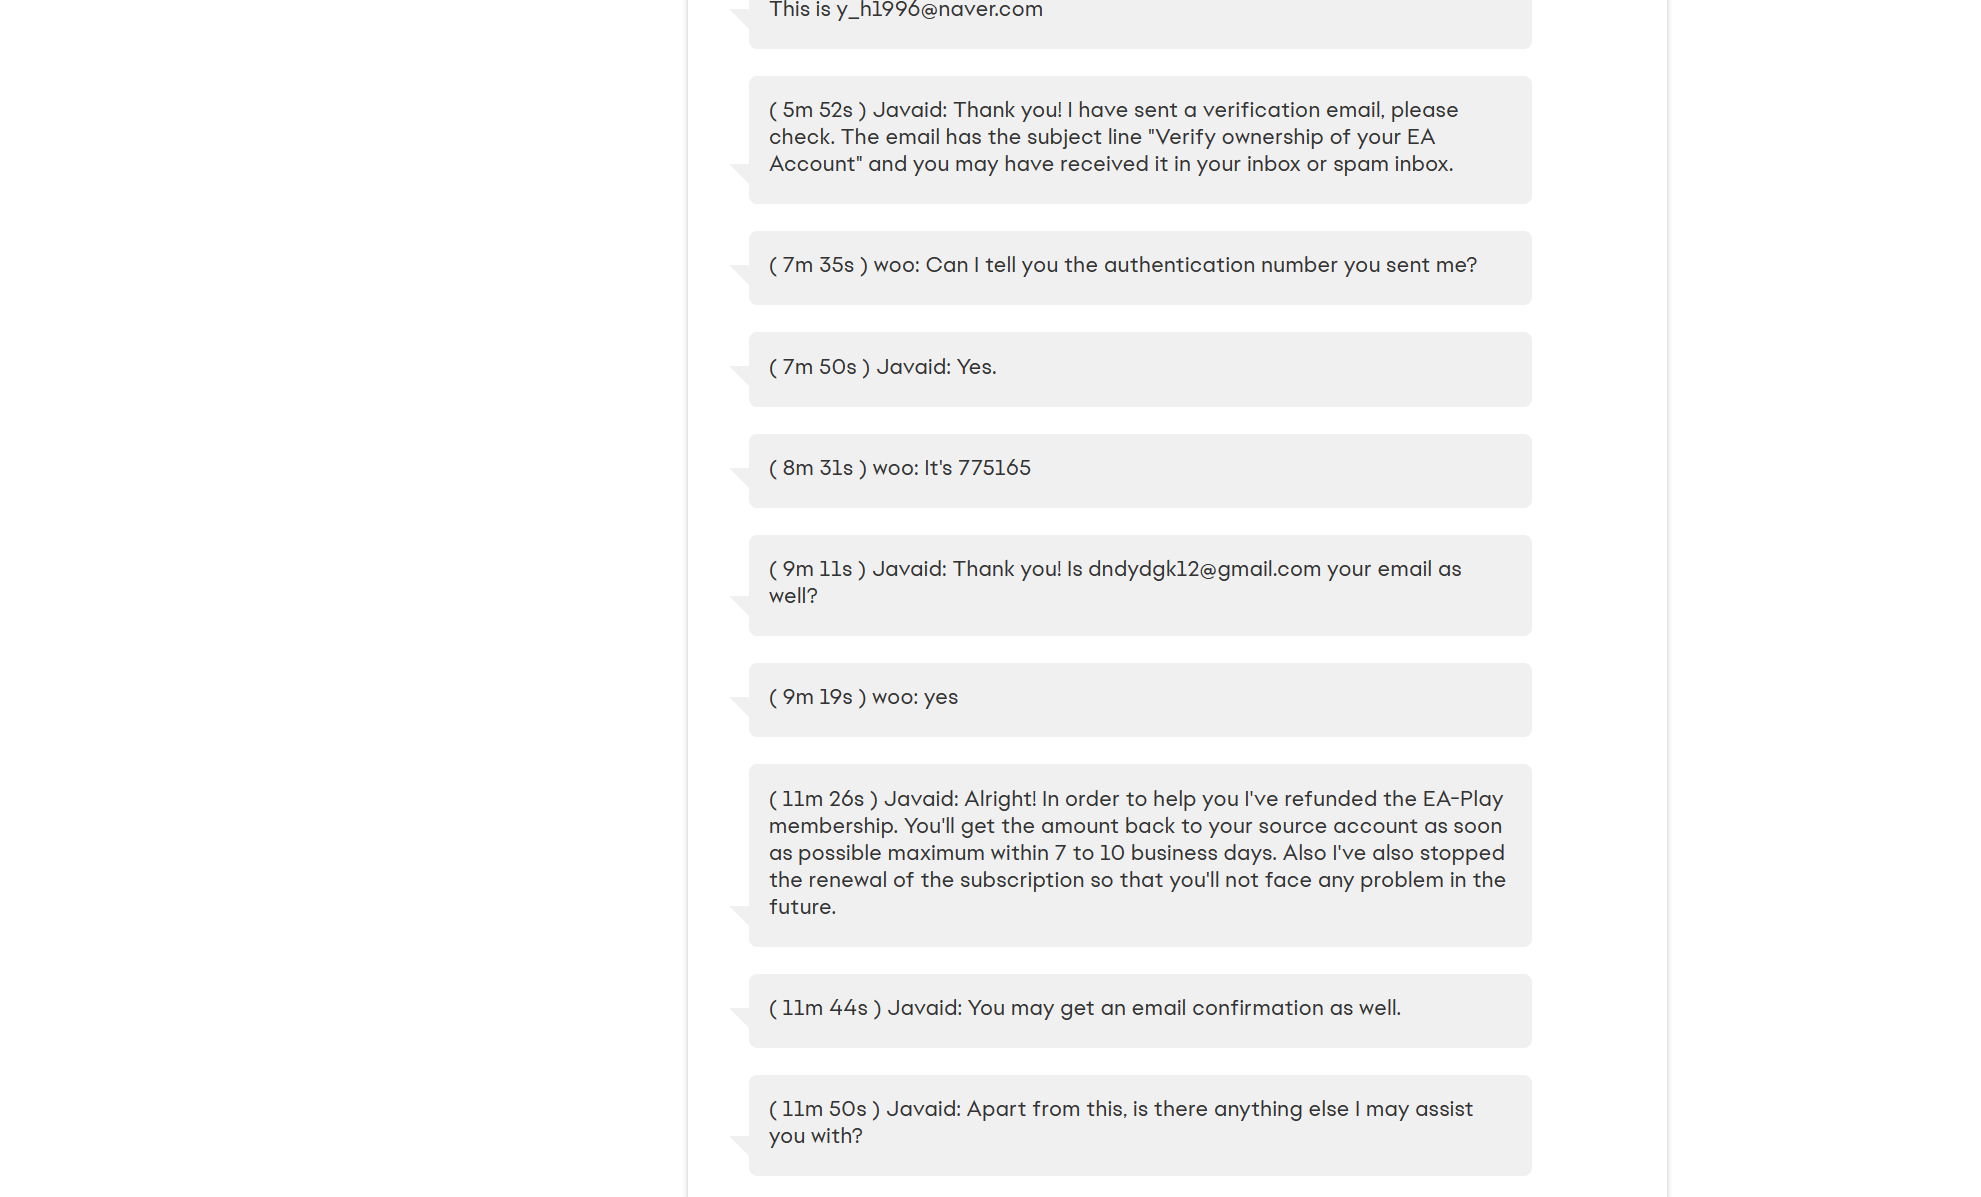 This is y_h1996@naver.com
( 5m 52s ) Javaid: Thank you! I have sent a verification email, please
check. The email has the subject line "Verify ownership of your EA
Account" and you may have received it in your inbox or spam inbox.
( 7m 35s ) woo: Can I tell you the authentication number you sent me?
( 7m 50s ) Javaid: Yes.
( 8m 31s ) woo: It's 775165
( 9m 11s ) Javaid: Thank you! Is dndydgk12@gmail.com your email as
well?
( 9m 19s ) woo: yes
( 11m 26s ) Javaid: Alright! In order to help you I've refunded the EA-Play
membership. You'll get the amount back to your source account as soon
as possible maximum within 7 to 10 business days. Also I've also stopped
the renewal of the subscription so that you'll not face any problem in the
future.
( 11m 44s ) Javaid: You may get an email confirmation as well.
( 11m 50s ) Javaid: Apart from this, is there anything else I may assist
you with?